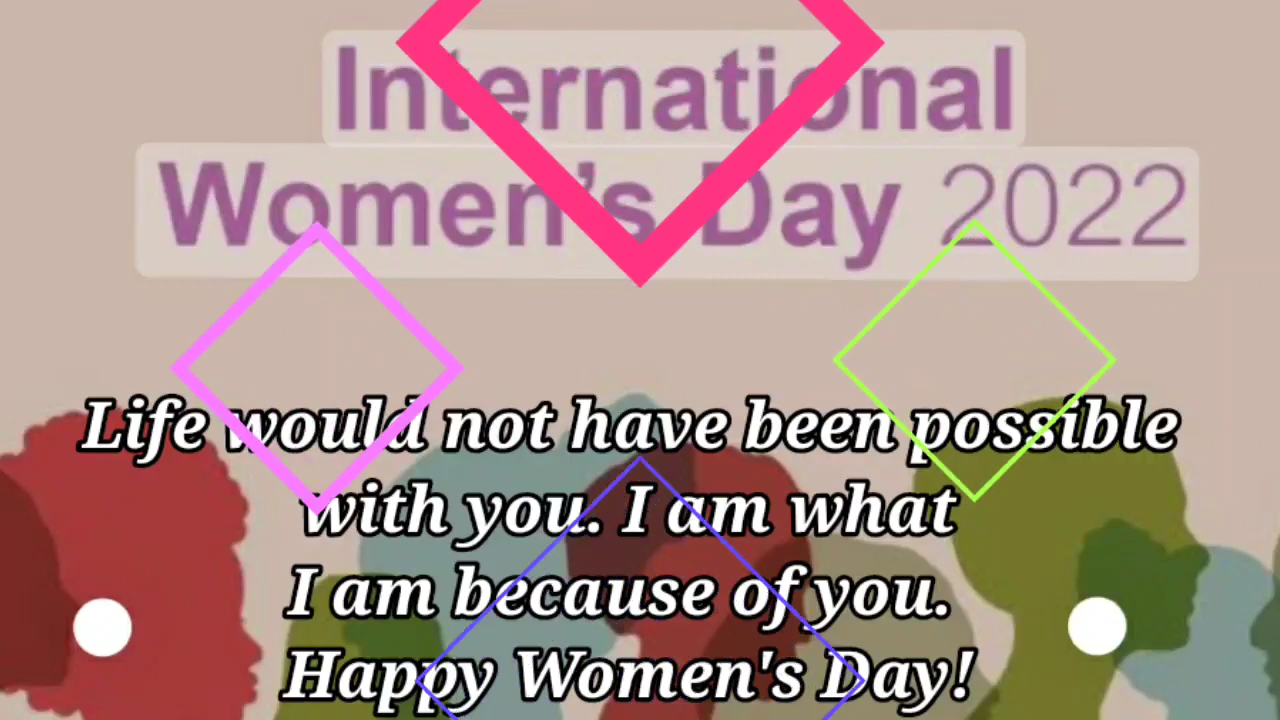 International
Women’s Day 2022
Life would not have been possible
with you. I am what
I am because of you.
Happy Women's Day!